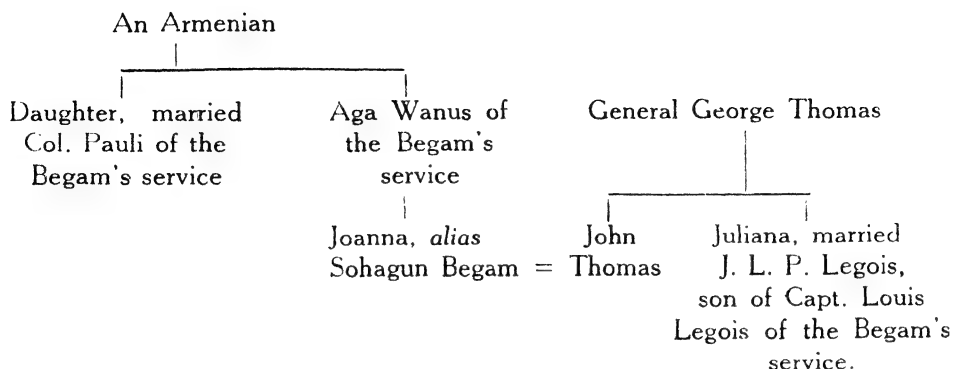 An Armenian
Daughter, married
Col. Pauli of the
Begam's service
Aga Wanus of
the Begam's
service
General George Thomas
Joanna, alias
Sohagun Begam = John
Thomas
Juliana, married
J. L. P. Legois,
son of Capt. Louis
Legois of the Begam's
service.